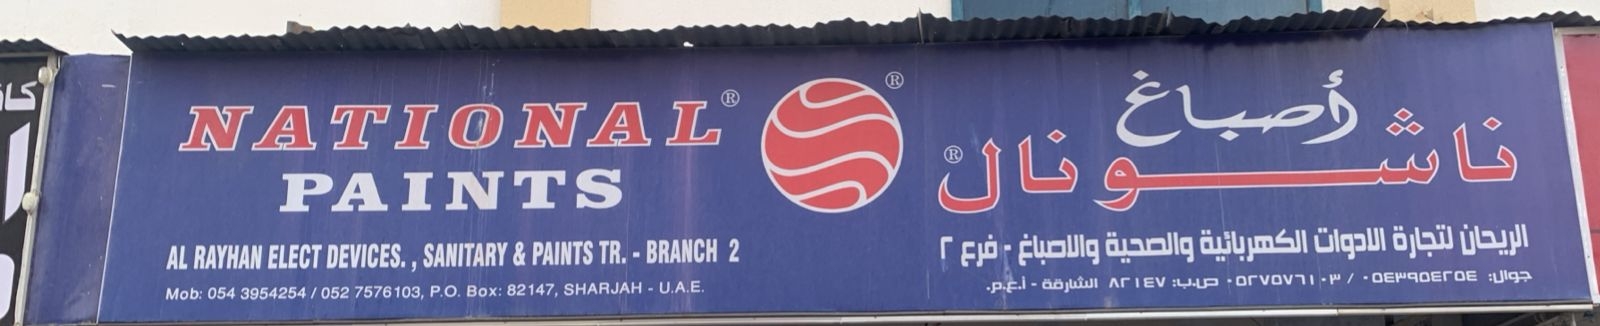 NATIONAL®
PAINTS
AL RAYHAN ELECT DEVICES. , SANITARY & PAINTS TR. - BRANCH 2
Mob: 054 3954254 / 052 7576103, P.O. Box: 82147, SHARJAH - U.A.E.
®
أصباغ
ناشونال®
الريحان لتجارة الادوات الكهربائية والصحية والاصباغ - فرع ٢
جوال: ٠٥٤٣٩٥٤٢٥٤ / ٠٥٢٧٥٧٦١٠٣ ص.ب: ٨٢١٤٧ الشارقة - أ.ع.م.